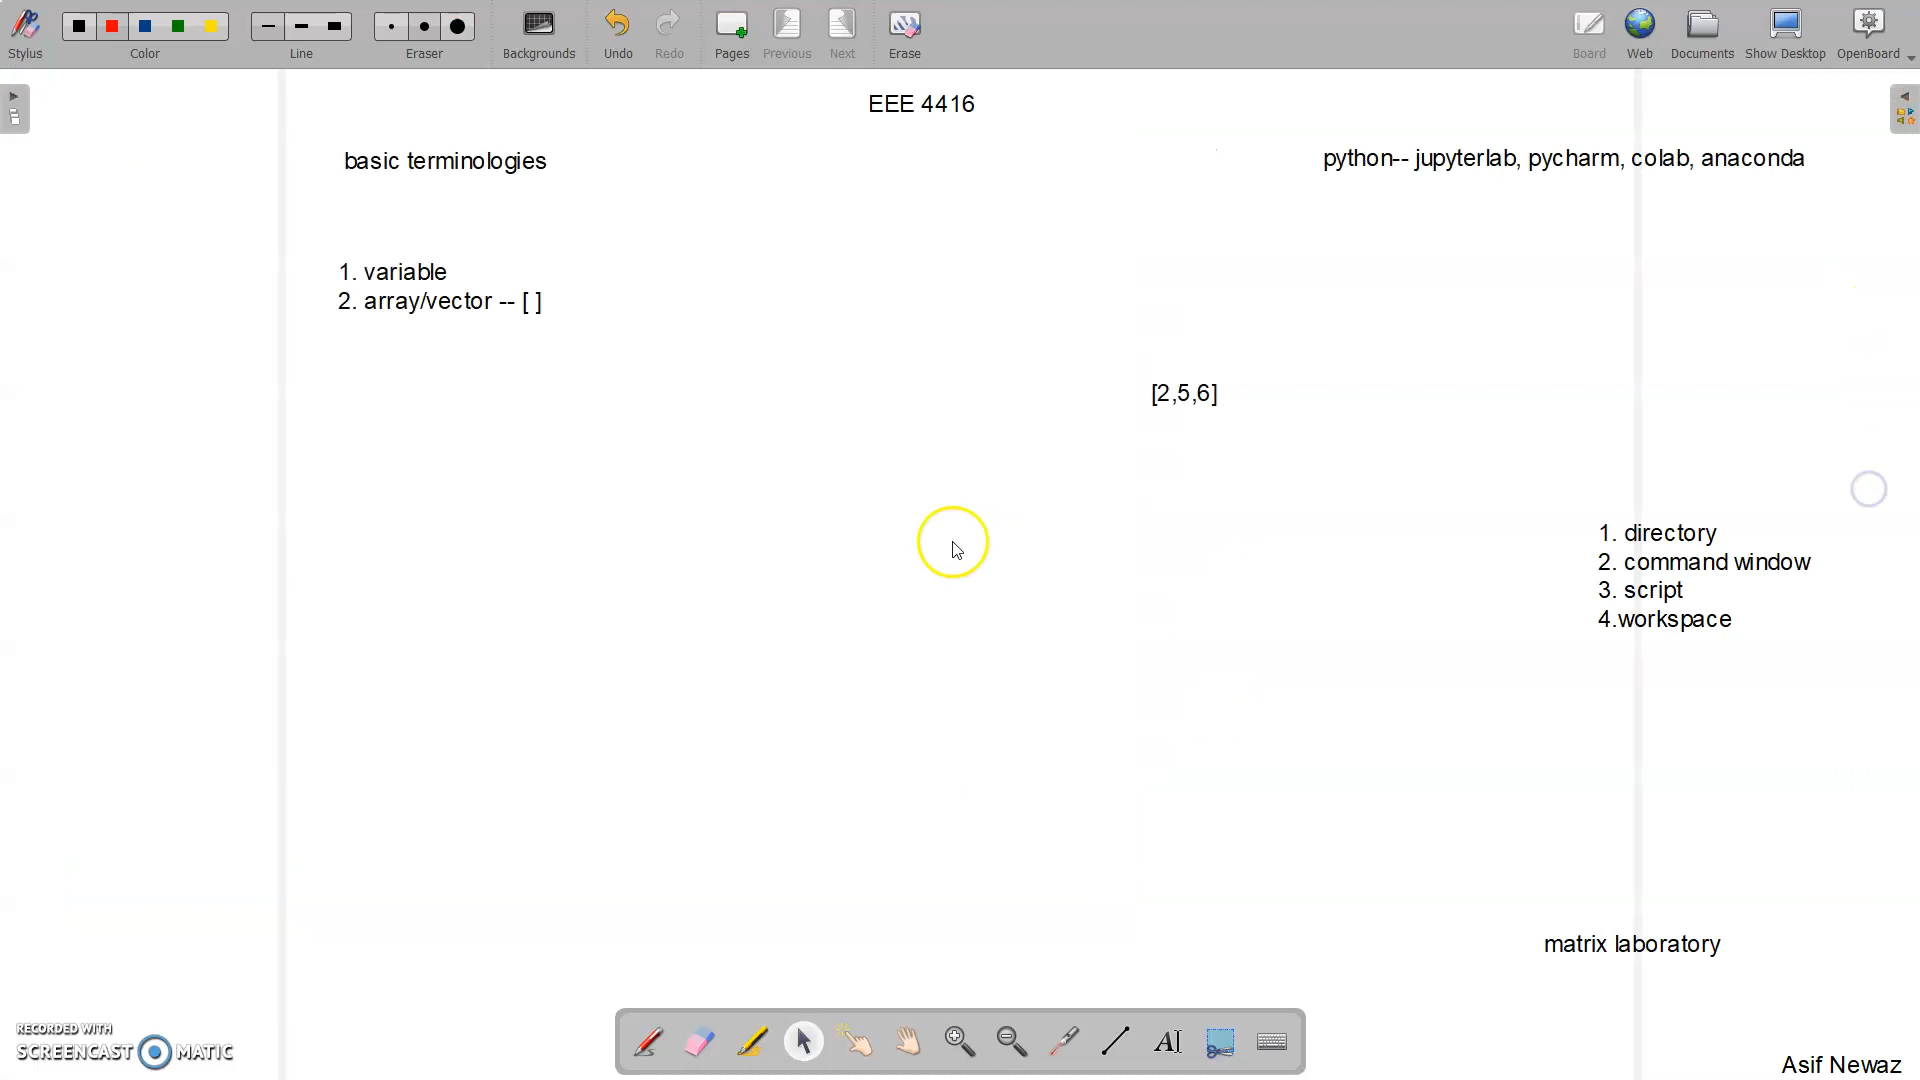 Stylus
Color
Line
Eraser
Backgrounds
Undo
Redo
Pages
Previous
Next
Erase
Board
Web
Documents
Show Desktop
OpenBoard
EEE 4416
basic terminologies
python-- jupyterlab, pycharm, colab, anaconda
1. variable
2. array/vector -- [ ]
[2,5,6]
1. directory
2. command window
3. script
4.workspace
matrix laboratory
RECORDED WITH
SCREENCAST MATIC
Asif Newaz